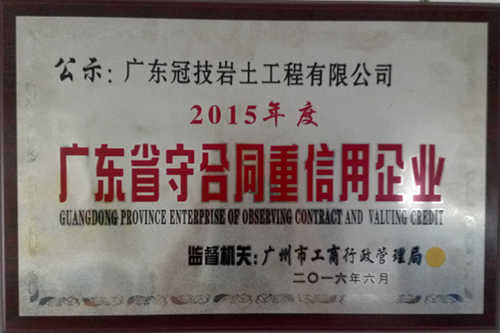 公示：广东冠技岩土工程有限公司
2015年度
广东省守合同重信用企业
GUANGDONG PROVINCE ENTERPRISE OF OBSERVING CONTRACT AND VALUING CREDIT
监督机关：广州市工商行政管理局
二〇一六年六月